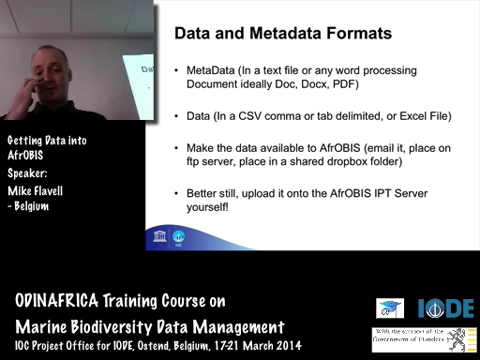 Data and Metadata Formats
• MetaData (In a text file or any word processing
Document ideally Doc, Docx, PDF)
• Data (In a CSV comma or tab delimited, or Excel File)
• Make the data available to AfrOBIS (email it, place on
ftp server, place in a shared dropbox folder)
• Better still, upload it onto the AfrOBIS IPT Server
yourself!
Getting Data into
AfrOBIS
Speaker:
Mike Flavell
- Belgium
ODINAFRICA Training Course on
Marine Biodiversity Data Management
IOC Project Office for IODE, Ostend, Belgium, 17-21 March 2014
IODE
With the support of the
Government of Flanders